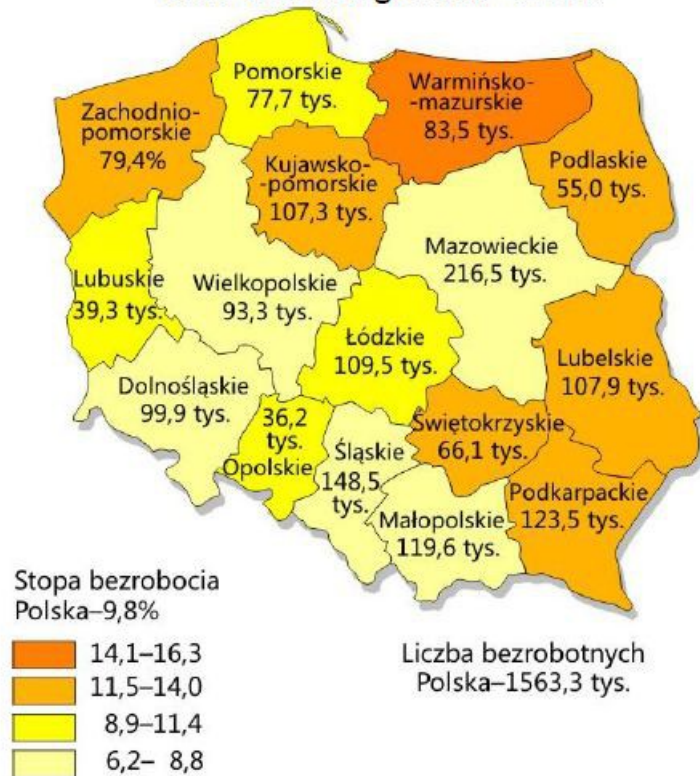 Pomorskie
77,7 tys.
Warmińsko-
-mazurskie
83,5 tys.
Zachodnio-
pomorskie
79,4%
Kujawsko-
-pomorskie
107,3 tys.
Podlaskie
55,0 tys.
Mazowieckie
216,5 tys.
Lubuskie
39,3 tys.
Wielkopolskie
93,3 tys.
Łódzkie
109,5 tys.
Lubelskie
107,9 tys.
Dolnośląskie
99,9 tys.
36,2
tys.
Opolskie
Śląskie
148,5
tys.
Świętokrzyskie
66,1 tys.
Podkarpackie
123,5 tys.
Małopolskie
119,6 tys.
Stopa bezrobocia
Polska–9,8%
14,1–16,3
11,5–14,0
8,9–11,4
6,2– 8,8
Liczba bezrobotnych
Polska–1563,3 tys.